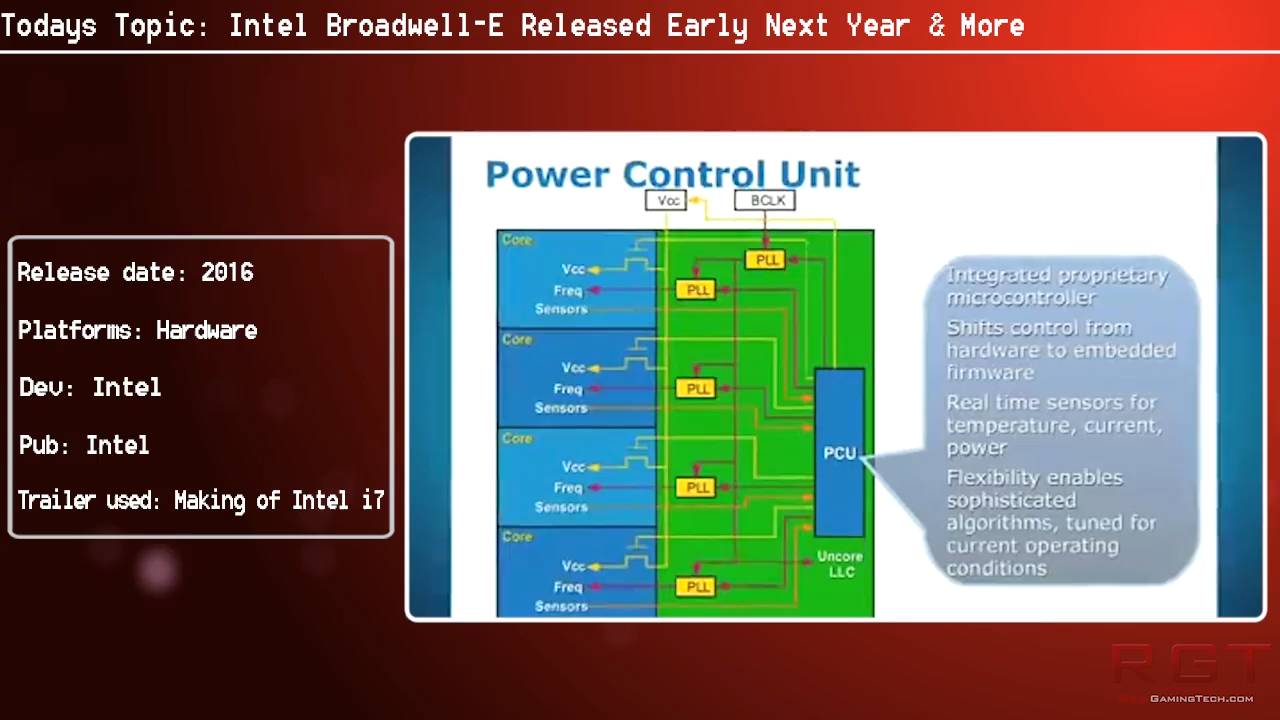 Todays Topic: Intel Broadwell-E Released Early Next Year & More
Release date: 2016
Platforms: Hardware
Dev: Intel
Pub: Intel
Trailer used: Making of Intel i7
Power Control Unit
Vcc
BCLK
Core
PLL
Vcc
PLL
Freq
Sensors
Core
Vcc
PLL
Freq
Sensors
Core
Vcc
PLL
Freq
Sensors
Core
Vcc
PLL
Freq
Sensors
PCU
Uncore
LLC
Integrated proprietary
microcontroller
Shifts control from
hardware to embedded
firmware
Real time sensors for
temperature, current,
power
Flexibility enables
sophisticated
algorithms, tuned for
current operating
conditions
RGT
REDGAMINGTECH.COM